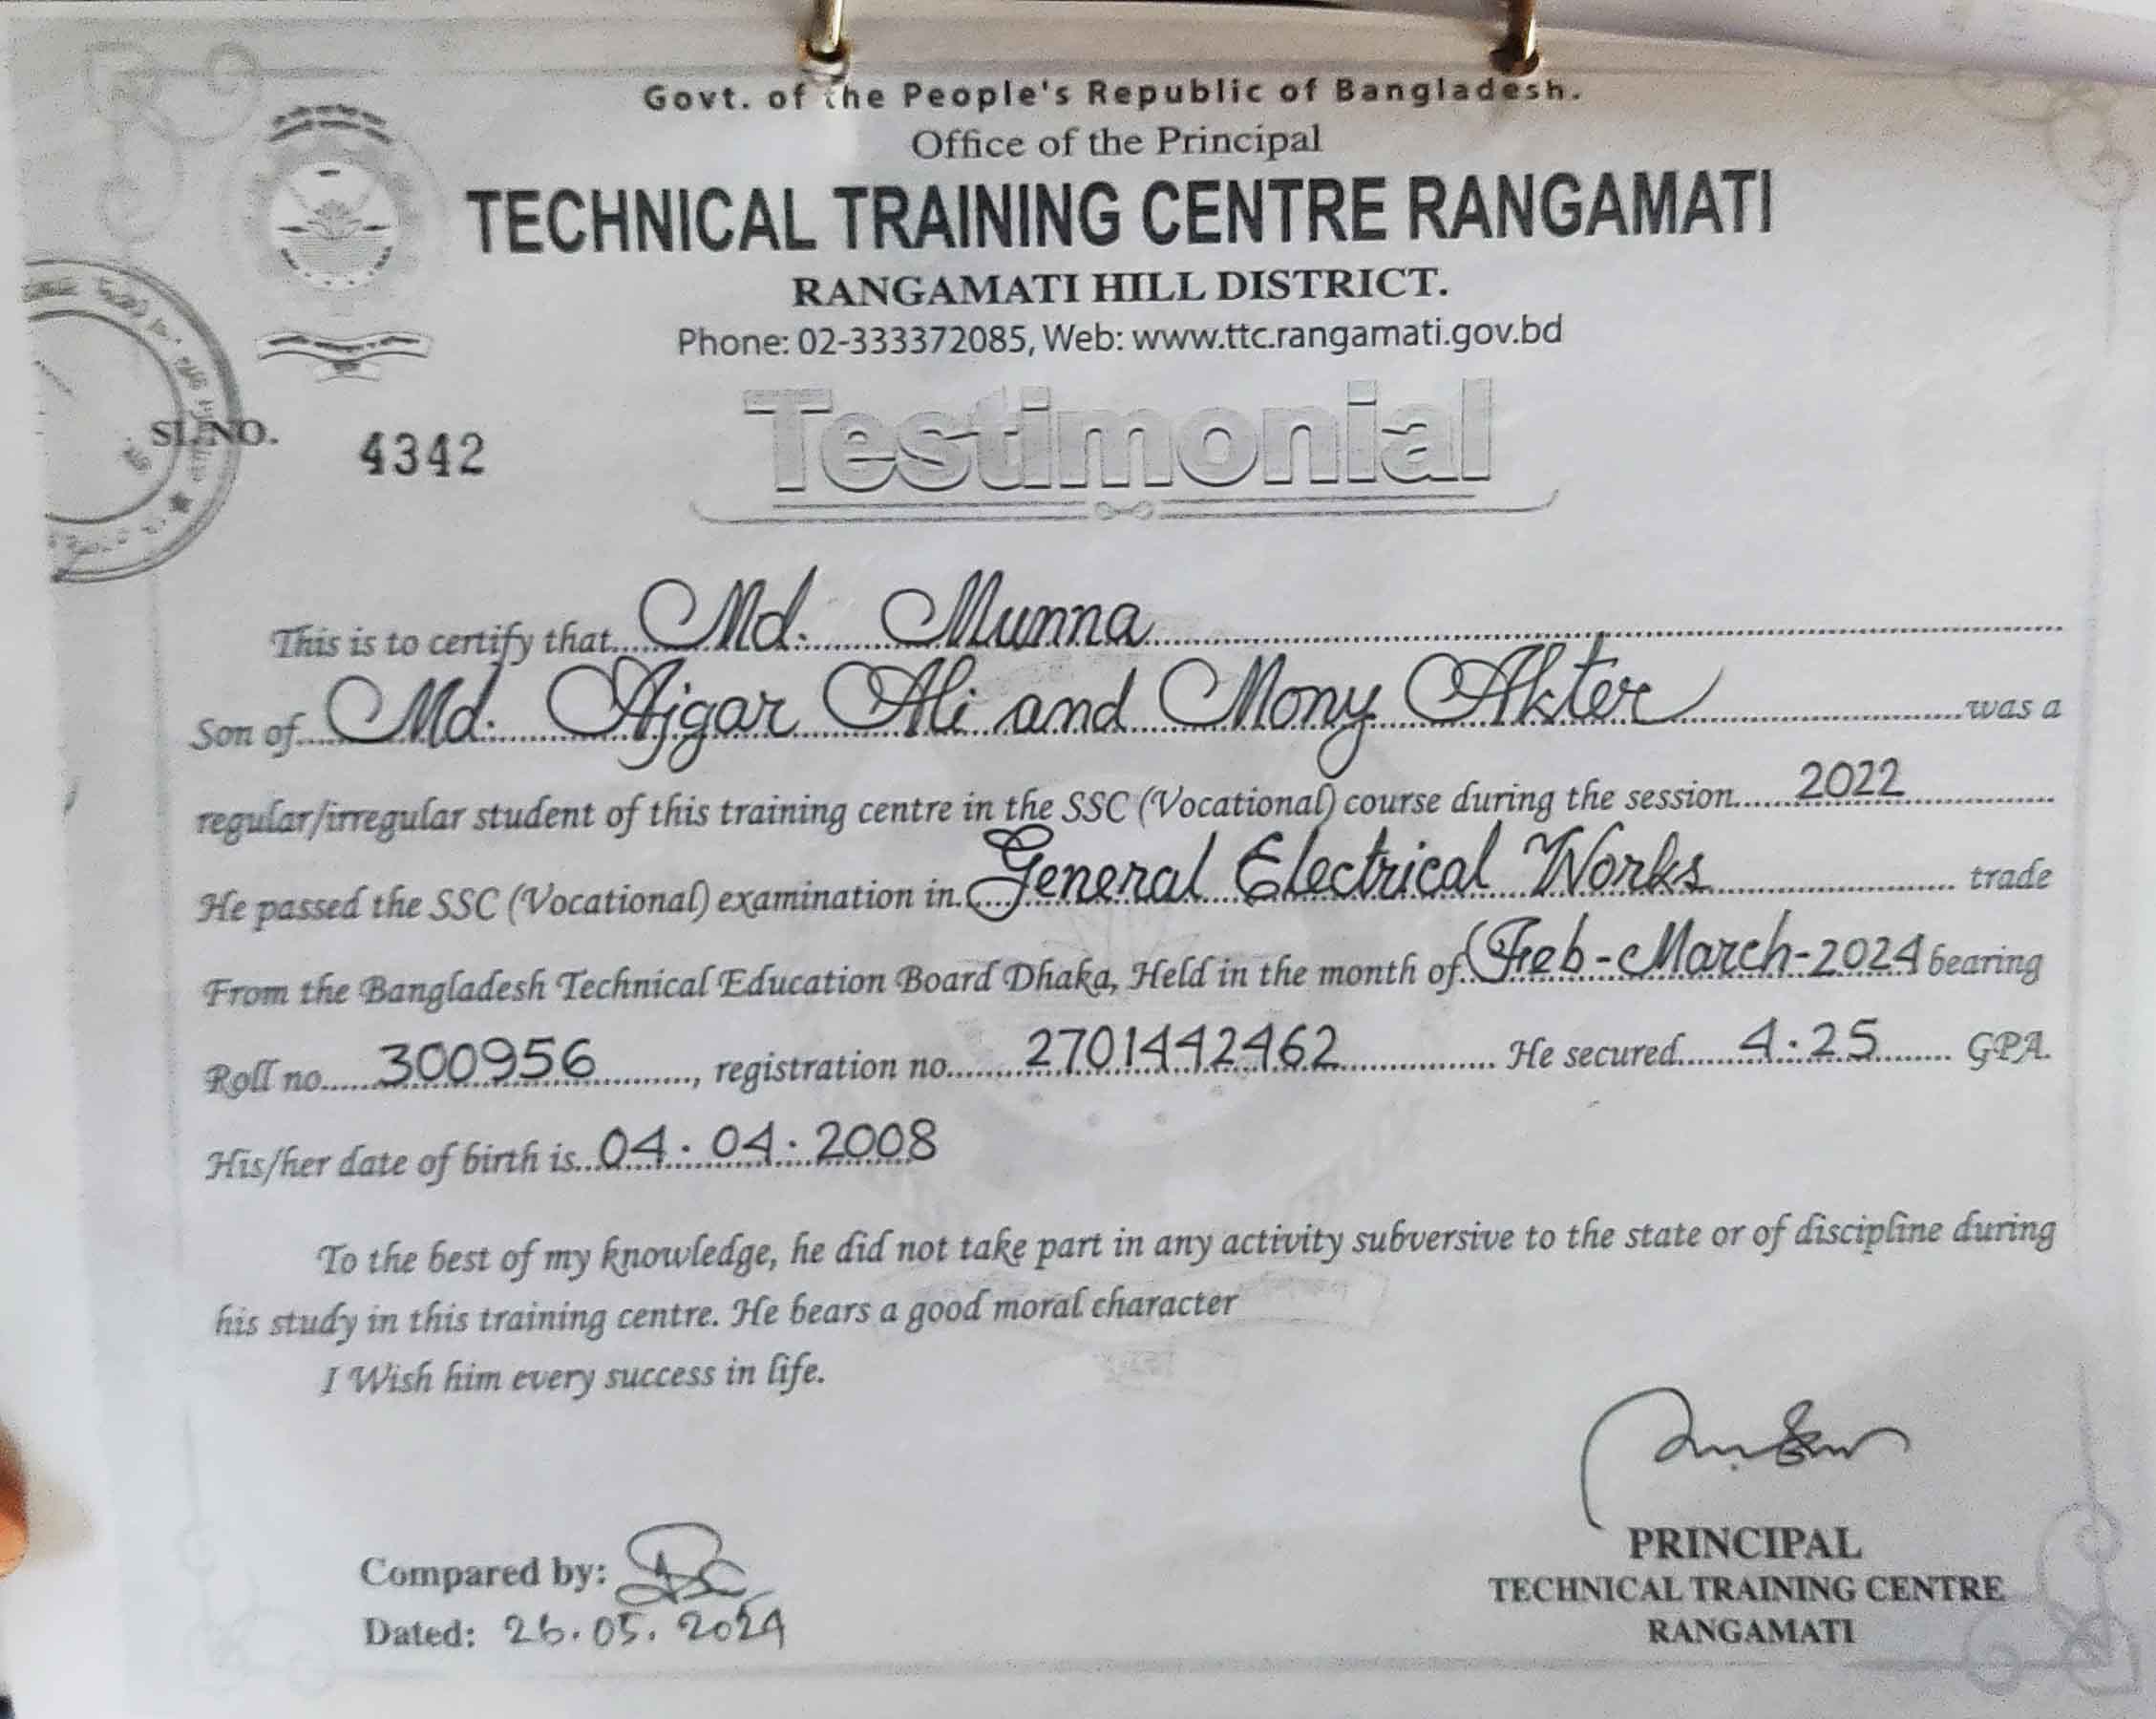 Govt. of the People's Republic of Bangladesh.
Office of the Principal
TECHNICAL TRAINING CENTRE RANGAMATI
RANGAMATI HILL DISTRICT.
Phone: 02-333372085, Web: www.ttc.rangamati.gov.bd
SI. NO. 4342
Testimonial
This is to certify that Md. Munna
Son of Md. Ajgar Ali and Mony Akter was a
regular/irregular student of this training centre in the SSC (Vocational) course during the session 2022
He passed the SSC (Vocational) examination in General Electrical Works trade
From the Bangladesh Technical Education Board Dhaka, Held in the month of Feb-March-2024 bearing
Roll no 300956, registration no 2701442462 He secured 4.25 GPA.
His/her date of birth is 04.04.2008
To the best of my knowledge, he did not take part in any activity subversive to the state or of discipline during
his study in this training centre. He bears a good moral character
I Wish him every success in life.
Compared by:
Dated: 26.05.2024
PRINCIPAL
TECHNICAL TRAINING CENTRE
RANGAMATI